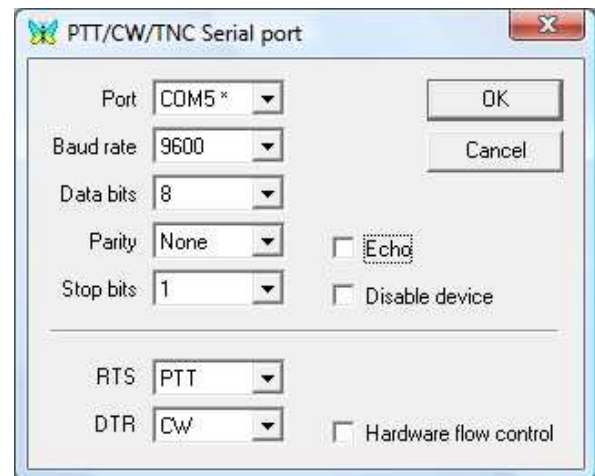 PTT/CW/TNC Serial port
Port COM5 * OK
Baud rate 9600 Cancel
Data bits 8
Parity None Echo
Stop bits 1 Disable device
RTS PTT
DTR CW Hardware flow control